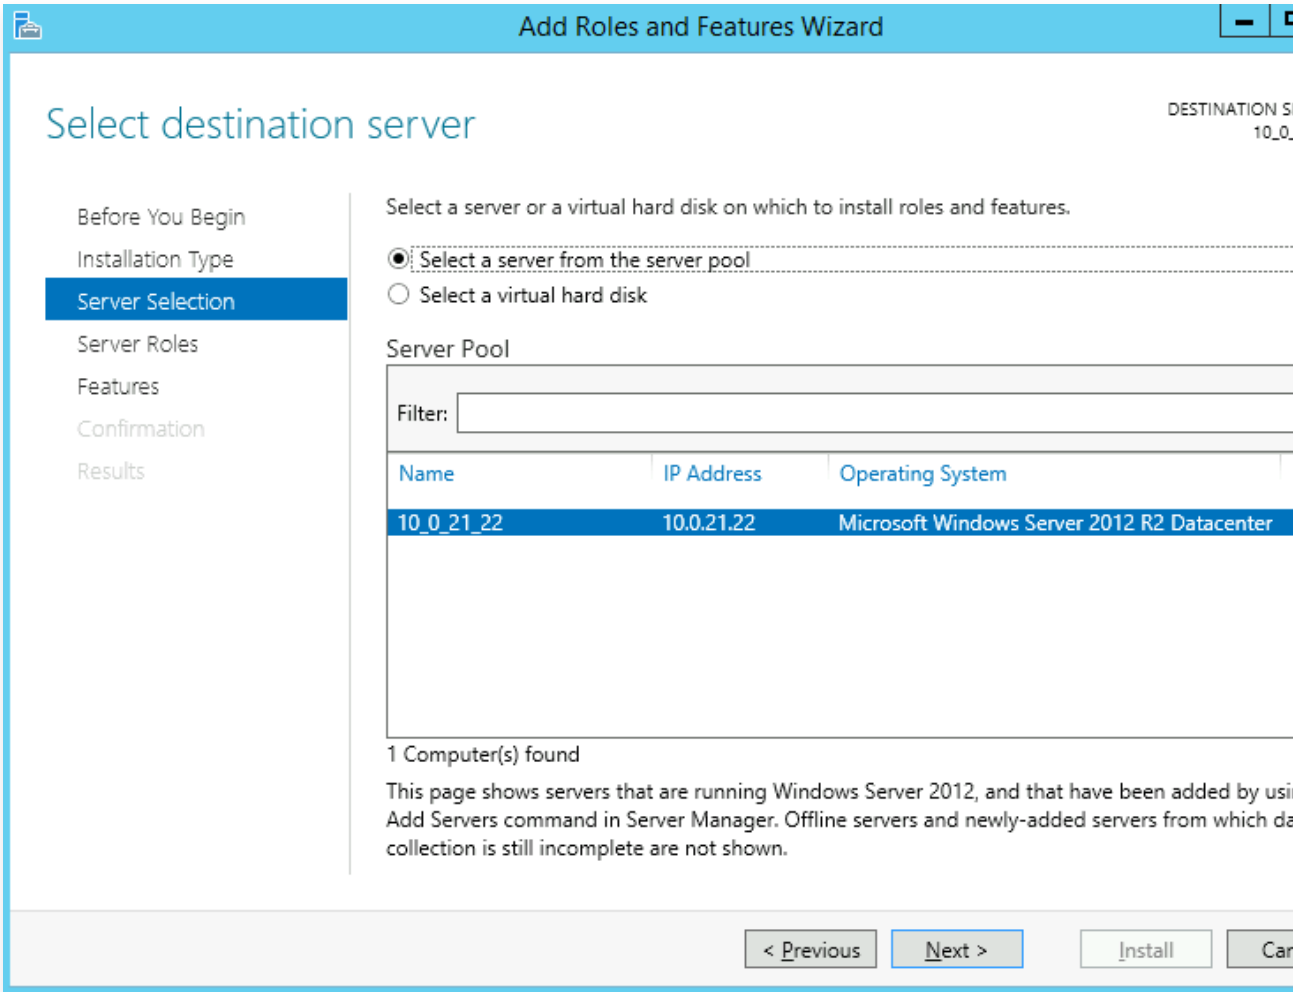 Add Roles and Features Wizard
Select destination server
DESTINATION
10_0_
Before You Begin
Installation Type
Server Selection
Server Roles
Features
Confirmation
Results
Select a server or a virtual hard disk on which to install roles and features.
Select a server from the server pool
Select a virtual hard disk
Server Pool
Filter:
Name IP Address Operating System
10_0_21_22 10.0.21.22 Microsoft Windows Server 2012 R2 Datacenter
1 Computer(s) found
This page shows servers that are running Windows Server 2012, and that have been added by
Add Servers command in Server Manager. Offline servers and newly-added servers from which
collection is still incomplete are not shown.
< Previous Next > Install